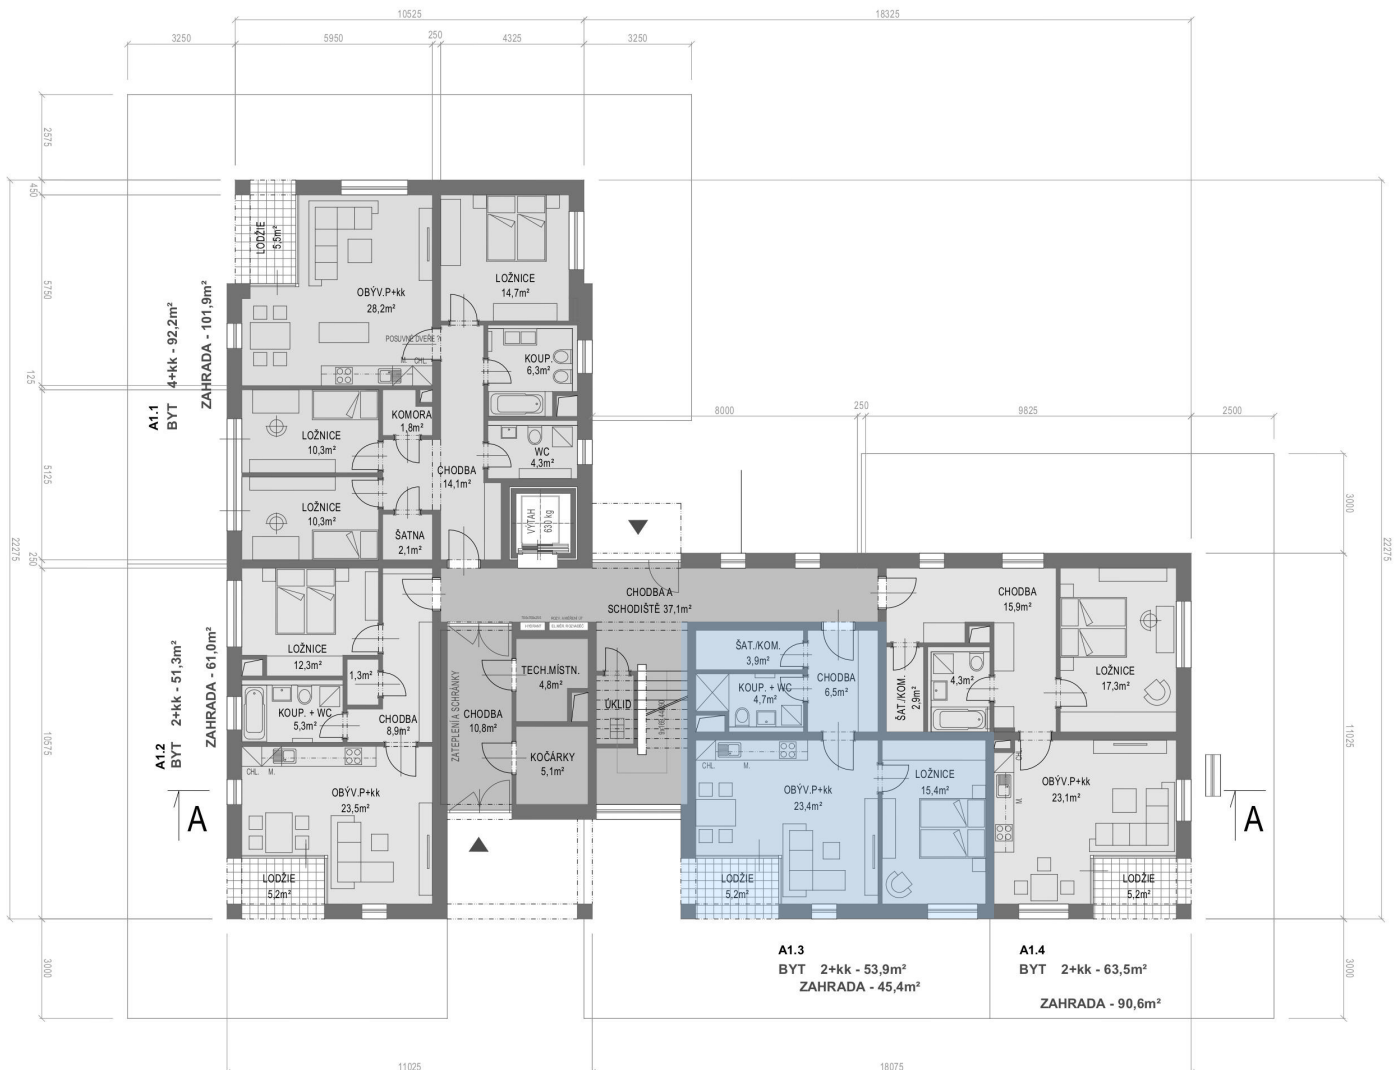 10525
18325
3250
5950
250
4325
3250
2575
450
5750
125
5125
250
22275
10575
3000
LODŽIE
5,5m²
OBÝV.P+kk
28,2m²
LOŽNICE
14,7m²
POSUVNÉ DVEŘE ?
M.
CHL.
KOUP.
6,3m²
A1.1
BYT 4+kk - 92,2m²
ZAHRADA - 101,9m²
LOŽNICE
10,3m²
KOMORA
1,8m²
WC
4,3m²
CHODBA
14,1m²
LOŽNICE
10,3m²
ŠATNA
2,1m²
VÝTAH
630 kg
8000
250
9825
2500
3000
22275
11025
3000
CHODBA A
SCHODIŠTĚ 37,1m²
LOŽNICE
12,3m²
1,3m²
KOUP. + WC
5,3m²
CHODBA
8,9m²
CHL.
M.
OBÝV.P+kk
23,5m²
LODŽIE
5,2m²
A1.2
BYT 2+kk - 51,3m²
ZAHRADA - 61,0m²
A
ZATEPLENÍ A SCHRÁNKY
CHODBA
10,8m²
TECH.MÍSTN.
4,8m²
KOČÁRKY
5,1m²
ÚKLID
ŠAT./KOM.
3,9m²
KOUP. + WC
4,7m²
CHODBA
6,5m²
CHL.
M.
OBÝV.P+kk
23,4m²
LOŽNICE
15,4m²
LODŽIE
5,2m²
CHODBA
15,9m²
ŠAT./KOM.
2,9m²
4,3m²
LOŽNICE
17,3m²
CHL.
M.
OBÝV.P+kk
23,1m²
LODŽIE
5,2m²
A
A1.3
BYT 2+kk - 53,9m²
ZAHRADA - 45,4m²
A1.4
BYT 2+kk - 63,5m²
ZAHRADA - 90,6m²
11025
18075